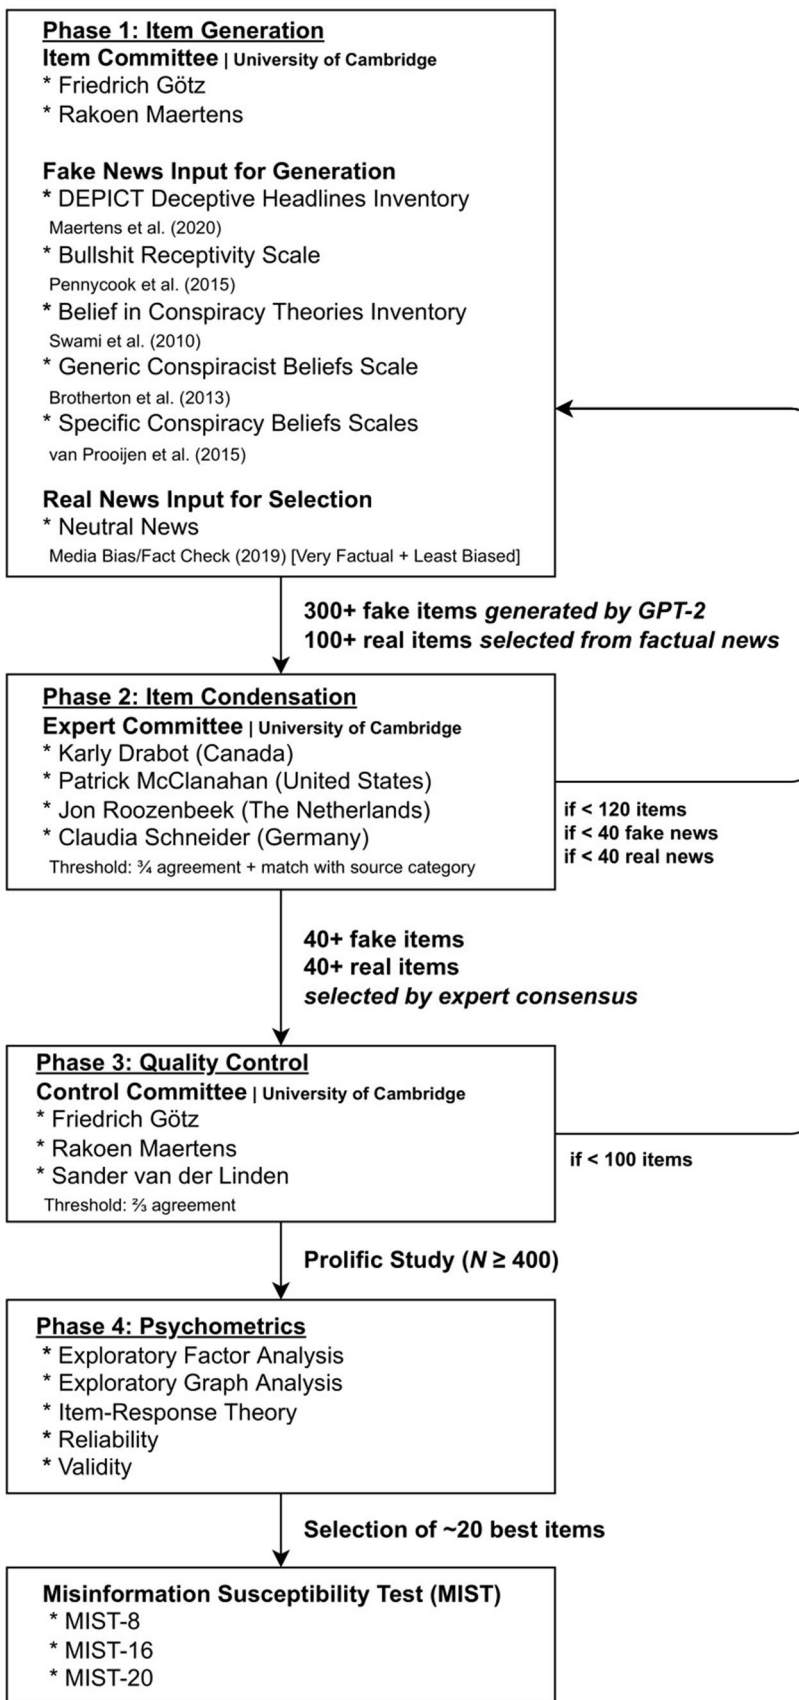 Phase 1: Item Generation
Item Committee | University of Cambridge
* Friedrich Götz
* Rakoen Maertens
Fake News Input for Generation
* DEPICT Deceptive Headlines Inventory
Maertens et al. (2020)
* Bullshit Receptivity Scale
Pennycook et al. (2015)
* Belief in Conspiracy Theories Inventory
Swami et al. (2010)
* Generic Conspiracist Beliefs Scale
Brotherton et al. (2013)
* Specific Conspiracy Beliefs Scales
van Prooijen et al. (2015)
Real News Input for Selection
* Neutral News
Media Bias/Fact Check (2019) [Very Factual + Least Biased]
300+ fake items generated by GPT-2
100+ real items selected from factual news
Phase 2: Item Condensation
Expert Committee | University of Cambridge
* Karly Drabot (Canada)
* Patrick McClanahan (United States)
* Jon Roozenbeek (The Netherlands)
* Claudia Schneider (Germany)
Threshold: ¾ agreement + match with source category
if < 120 items
if < 40 fake news
if < 40 real news
40+ fake items
40+ real items
selected by expert consensus
Phase 3: Quality Control
Control Committee | University of Cambridge
* Friedrich Götz
* Rakoen Maertens
* Sander van der Linden
Threshold: ⅔ agreement
if < 100 items
Prolific Study (N ≥ 400)
Phase 4: Psychometrics
* Exploratory Factor Analysis
* Exploratory Graph Analysis
* Item-Response Theory
* Reliability
* Validity
Selection of ~20 best items
Misinformation Susceptibility Test (MIST)
* MIST-8
* MIST-16
* MIST-20